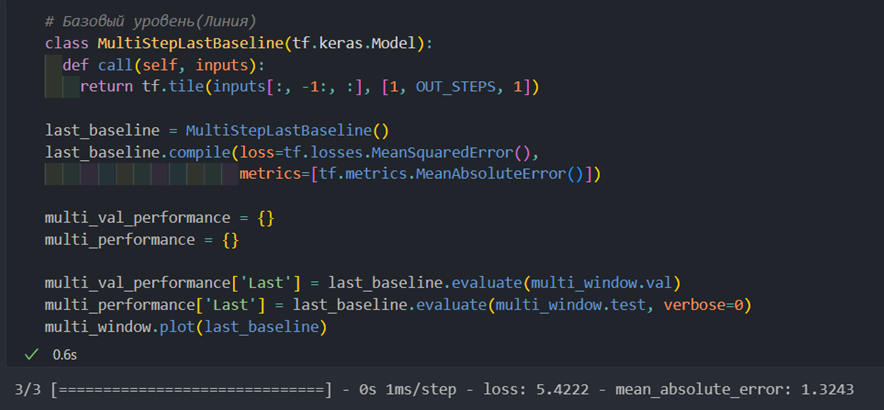 # Базовый уровень(Линия)
class MultiStepLastBaseline(tf.keras.Model):
  def call(self, inputs):
    return tf.tile(inputs[:, -1:, :], [1, OUT_STEPS, 1])

last_baseline = MultiStepLastBaseline()
last_baseline.compile(loss=tf.losses.MeanSquaredError(),
                      metrics=[tf.metrics.MeanAbsoluteError()])

multi_val_performance = {}
multi_performance = {}

multi_val_performance['Last'] = last_baseline.evaluate(multi_window.val)
multi_performance['Last'] = last_baseline.evaluate(multi_window.test, verbose=0)
multi_window.plot(last_baseline)
✓ 0.6s
3/3 [==============================] - 0s 1ms/step - loss: 5.4222 - mean_absolute_error: 1.3243